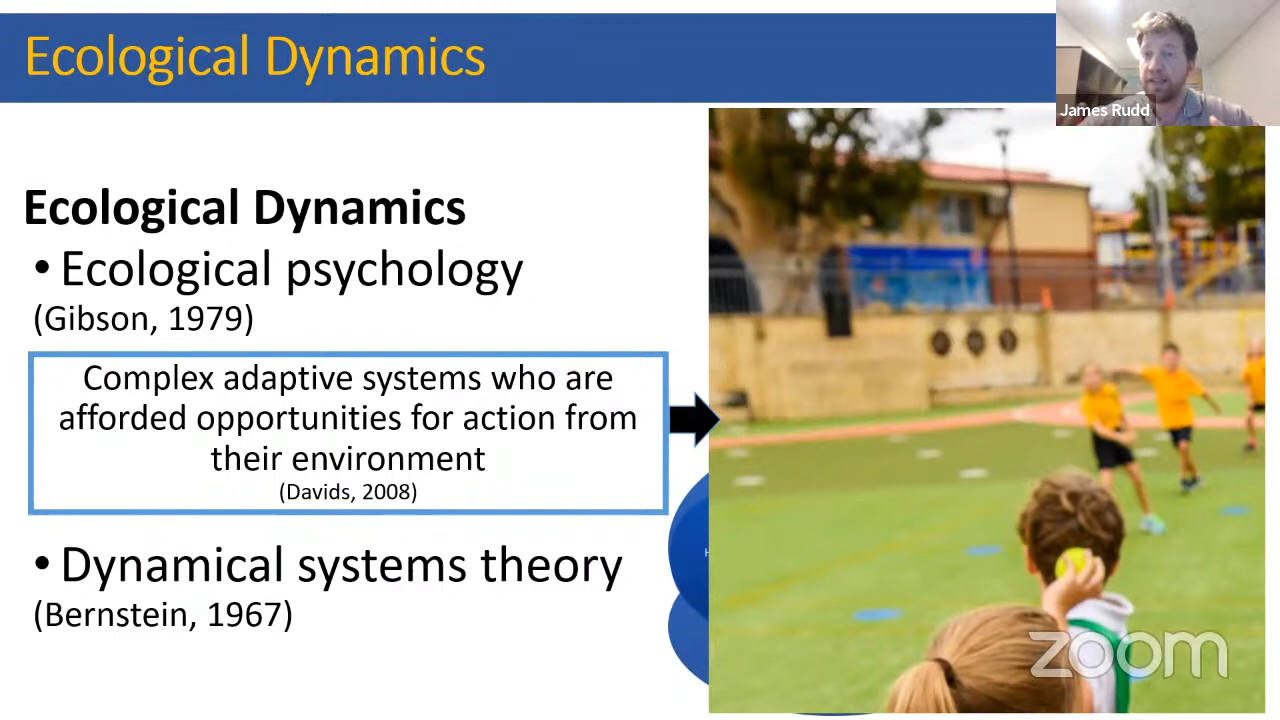 Ecological Dynamics
James Rudd
Ecological Dynamics
• Ecological psychology
(Gibson, 1979)
Complex adaptive systems who are
afforded opportunities for action from
their environment
(Davids, 2008)
• Dynamical systems theory
(Bernstein, 1967)
zoom